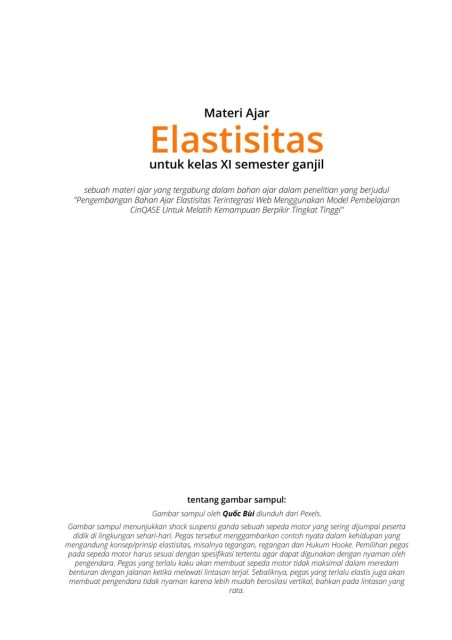 Materi Ajar
Elastisitas
untuk kelas XI semester ganjil
sebuah materi ajar yang tergabung dalam bahan ajar dalam penelitian yang berjudul
"Pengembangan Bahan Ajar Elastisitas Terintegrasi Web Menggunakan Model Pembelajaran
CinQASE Untuk Melatih Kemampuan Berpikir Tingkat Tinggi"
tentang gambar sampul:
Gambar sampul oleh Quốc Bùi diunduh dari Pexels.
Gambar sampul menunjukkan shock suspensi ganda sebuah sepeda motor yang sering dijumpai peserta
didik di lingkungan sehari-hari. Pegas tersebut menggambarkan contoh nyata dalam kehidupan yang
mengandung konsep/prinsip elastisitas, misalnya tegangan, regangan dan Hukum Hooke. Pemilihan pegas
pada sepeda motor harus sesuai dengan spesifikasi tertentu agar dapat digunakan dengan nyaman oleh
pengendara. Pegas yang terlalu kaku akan membuat sepeda motor tidak maksimal dalam meredam
benturan dengan jalanan ketika melewati lintasan terjal. Sebaliknya, pegas yang terlalu elastis juga akan
membuat pengendara tidak nyaman karena lebih mudah berosilasi vertikal, bahkan pada lintasan yang
rata.